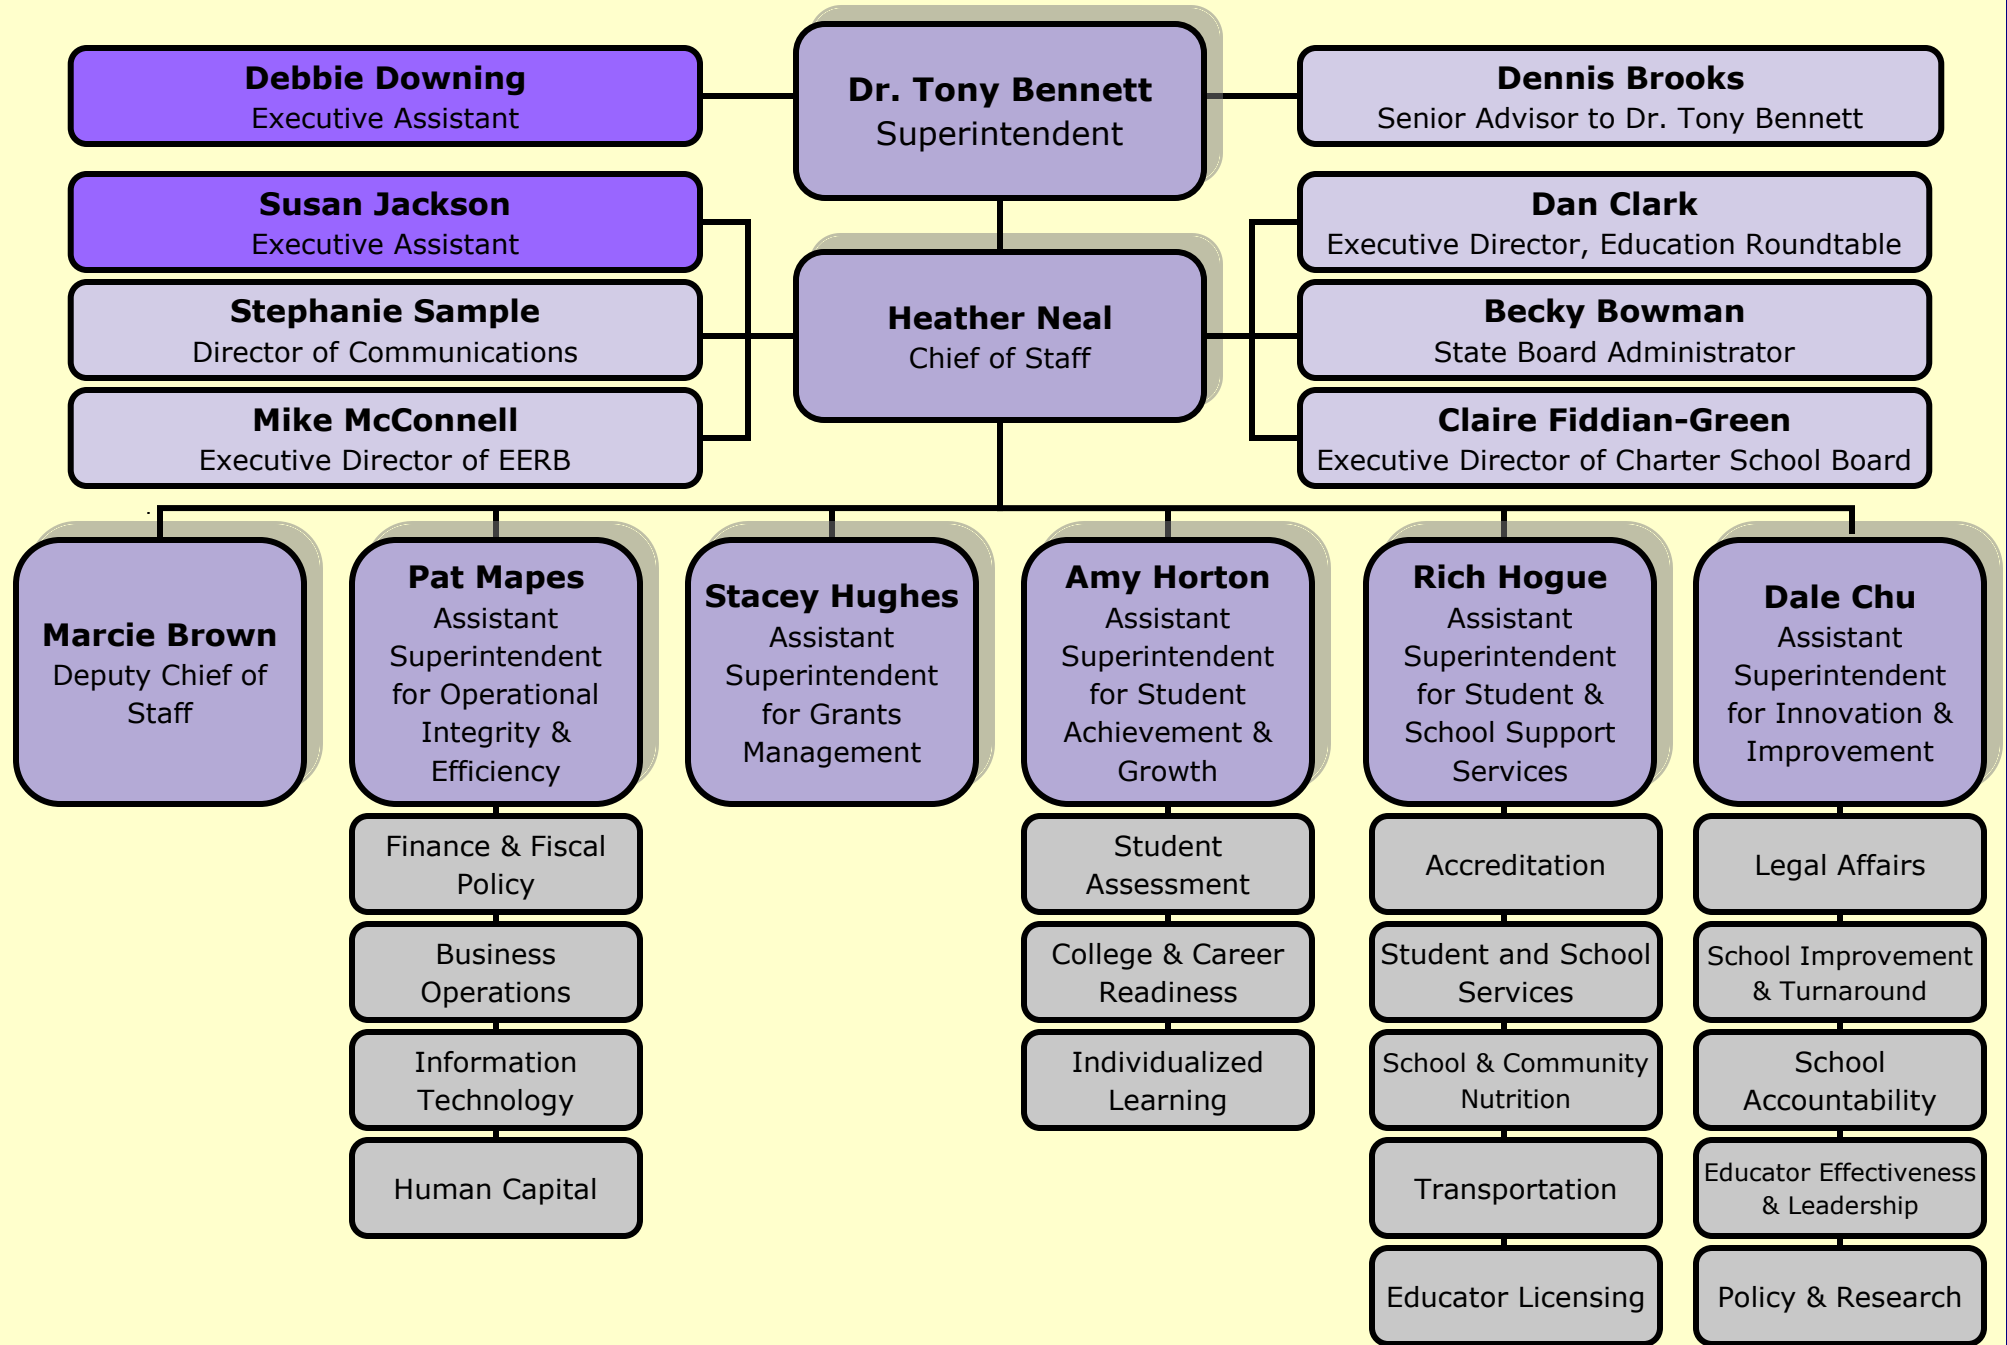 Debbie Downing
Executive Assistant
Dr. Tony Bennett
Superintendent
Dennis Brooks
Senior Advisor to Dr. Tony Bennett
Susan Jackson
Executive Assistant
Stephanie Sample
Director of Communications
Mike McConnell
Executive Director of EERB
Heather Neal
Chief of Staff
Dan Clark
Executive Director, Education Roundtable
Becky Bowman
State Board Administrator
Claire Fiddian-Green
Executive Director of Charter School Board
Marcie Brown
Deputy Chief of
Staff
Pat Mapes
Assistant
Superintendent
for Operational
Integrity &
Efficiency
Finance & Fiscal
Policy
Business
Operations
Information
Technology
Human Capital
Stacey Hughes
Assistant
Superintendent
for Grants
Management
Amy Horton
Assistant
Superintendent
for Student
Achievement &
Growth
Student
Assessment
College & Career
Readiness
Individualized
Learning
Rich Hogue
Assistant
Superintendent
for Student &
School Support
Services
Accreditation
Student and School
Services
School & Community
Nutrition
Transportation
Educator Licensing
Dale Chu
Assistant
Superintendent
for Innovation &
Improvement
Legal Affairs
School Improvement
& Turnaround
School
Accountability
Educator Effectiveness
& Leadership
Policy & Research